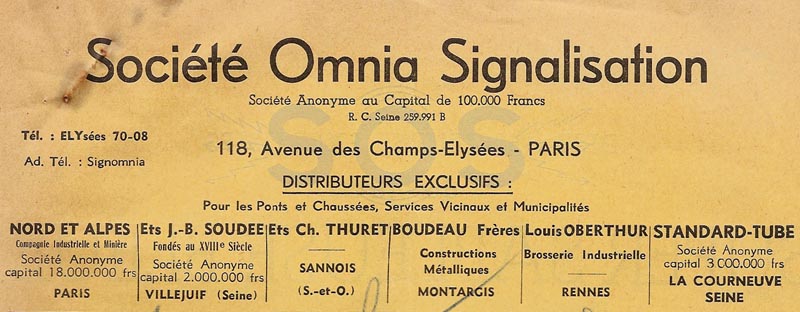 Société Omnia Signalisation
Société Anonyme au Capital de 100.000 Francs
R. C. Seine 259.991 B
Tél. : ELYsées 70-08
Ad. Tél. : Signomnia
118, Avenue des Champs-Elysées - PARIS
SOS
DISTRIBUTEURS EXCLUSIFS :
Pour les Ponts et Chaussées, Services Vicinaux et Municipalités
NORD ET ALPES
Compagnie Industrielle et Minière
Société Anonyme
capital 18.000.000 frs
PARIS
Ets J.-B. SOUDEE
Fondés au XVIIIe Siècle
Société Anonyme
capital 2.000.000 frs
VILLEJUIF (Seine)
Ets Ch. THURET
SANNOIS
(S.-et-O.)
BOUDEAU Frères
Constructions
Métalliques
MONTARGIS
Louis OBERTHUR
Brosserie Industrielle
RENNES
STANDARD-TUBE
Société Anonyme
capital 3.000.000 frs
LA COURNEUVE
SEINE